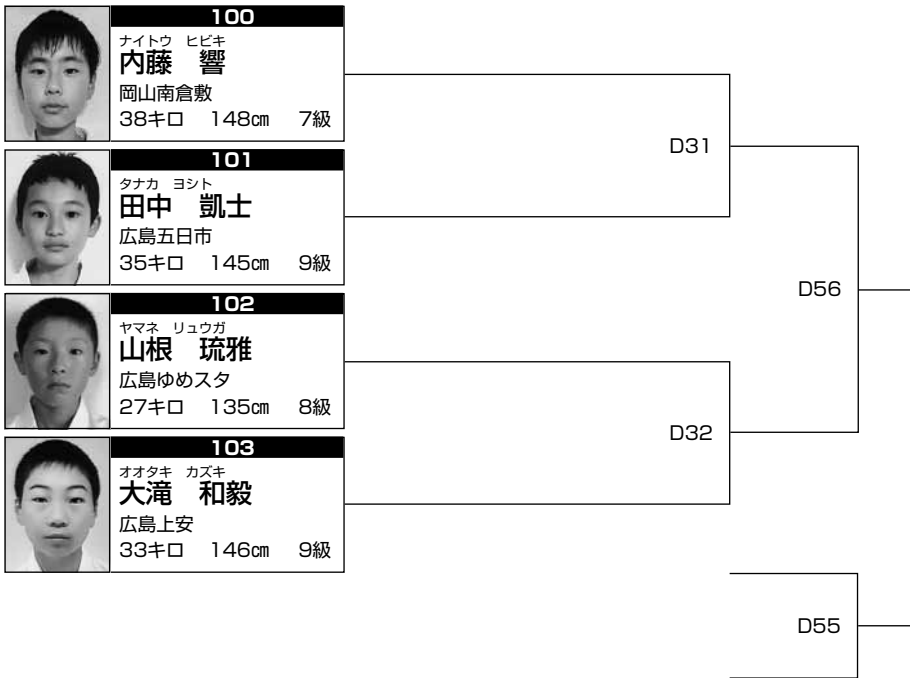 100
ナイトウ ヒビキ
内藤 響
岡山南倉敷
38キロ 148㎝ 7級
101
タナカ ヨシト
田中 凱士
広島五日市
35キロ 145㎝ 9級
102
ヤマネ リュウガ
山根 琉雅
広島ゆめスタ
27キロ 135㎝ 8級
103
オオタキ カズキ
大滝 和毅
広島上安
33キロ 146㎝ 9級
D31
D56
D32
D55